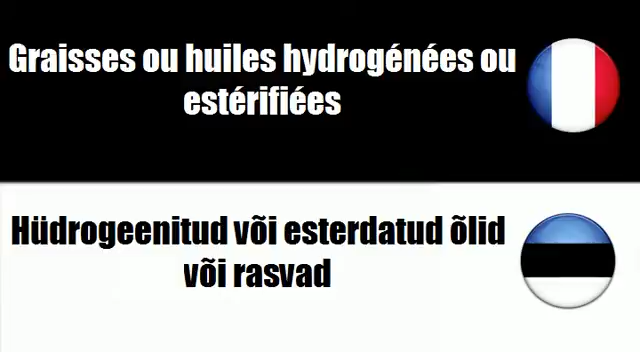 Graisses ou huiles hydrogénées ou
estérifiées
Hüdrogeenitud või esterdatud õlid
või rasvad